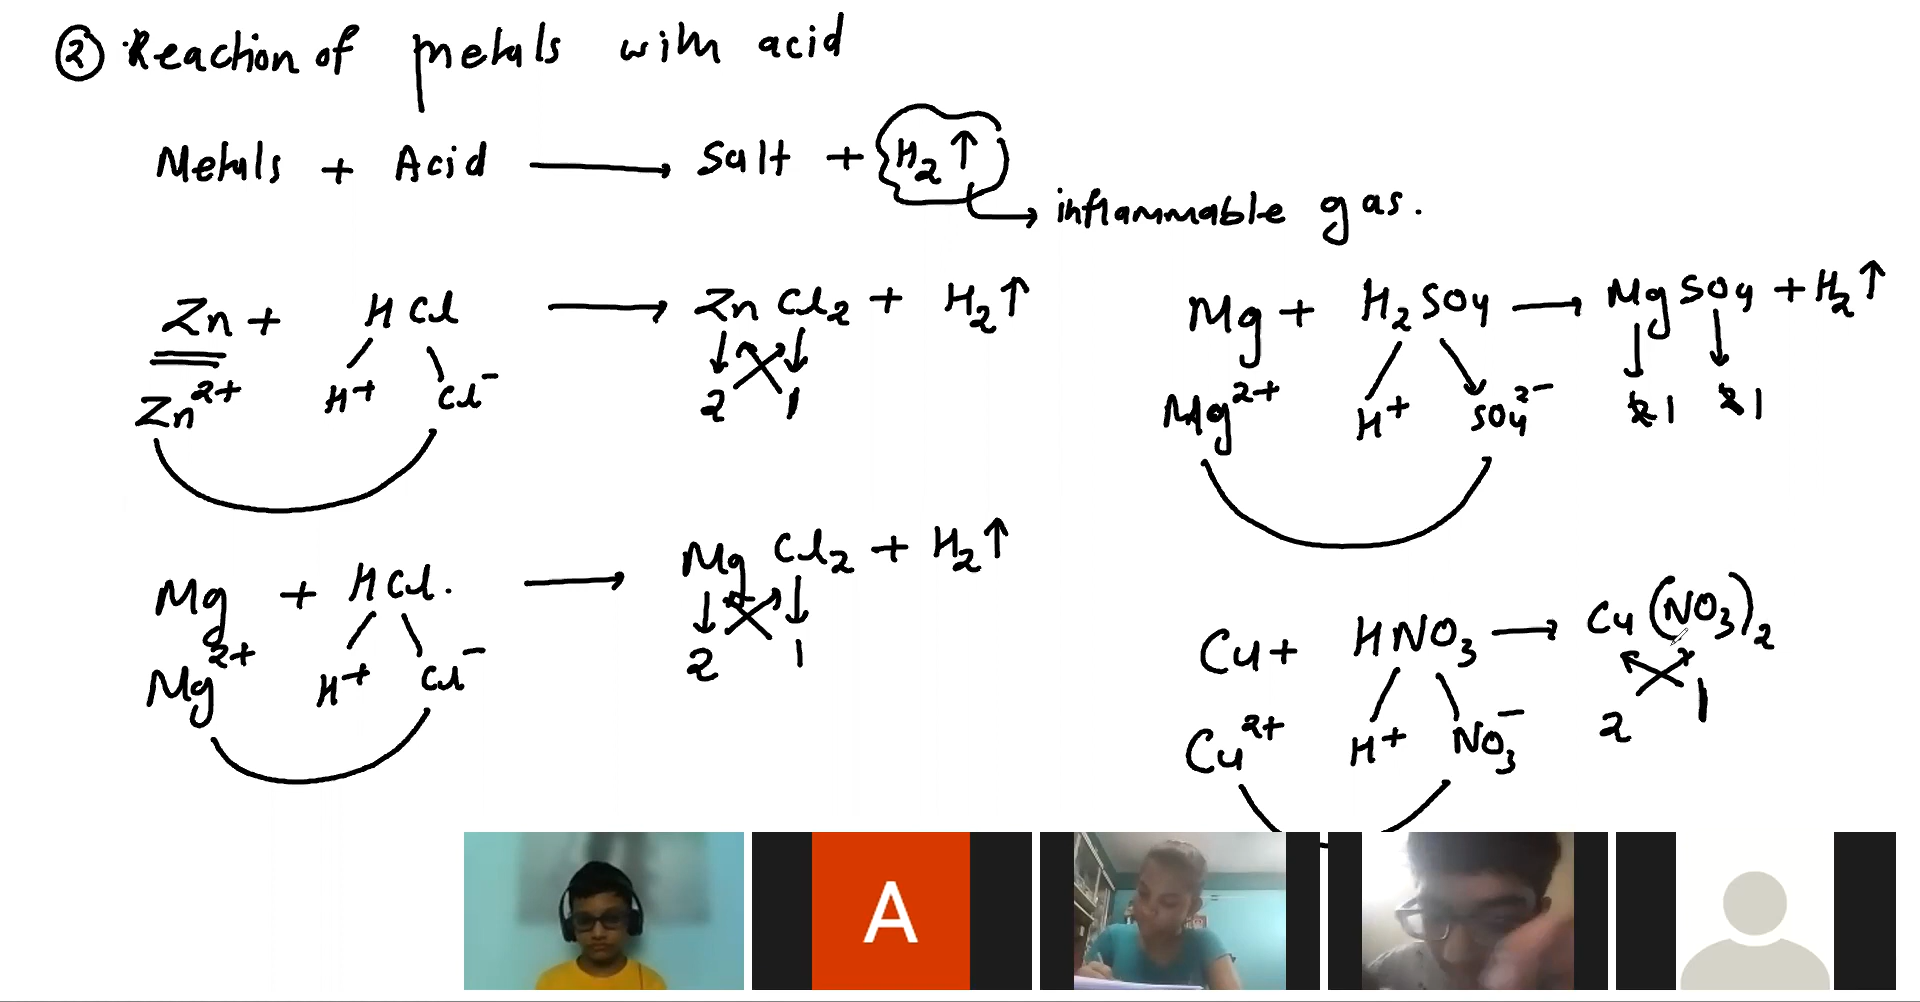 ② Reaction of metals with acid
Metals + Acid ⟶ Salt + H₂↑
inflammable gas.
Zn + HCl ⟶ ZnCl₂ + H₂↑
Zn²⁺ H⁺ Cl⁻ 2 1
Mg + HCl. ⟶ MgCl₂ + H₂↑
Mg²⁺ H⁺ Cl⁻ 2 1
Mg + H₂SO₄ ⟶ MgSO₄ + H₂↑
Mg²⁺ H⁺ SO₄²⁻ 2 1 2 1
Cu + HNO₃ ⟶ Cu(NO₃)₂
Cu²⁺ H⁺ NO₃⁻ 2 1
A